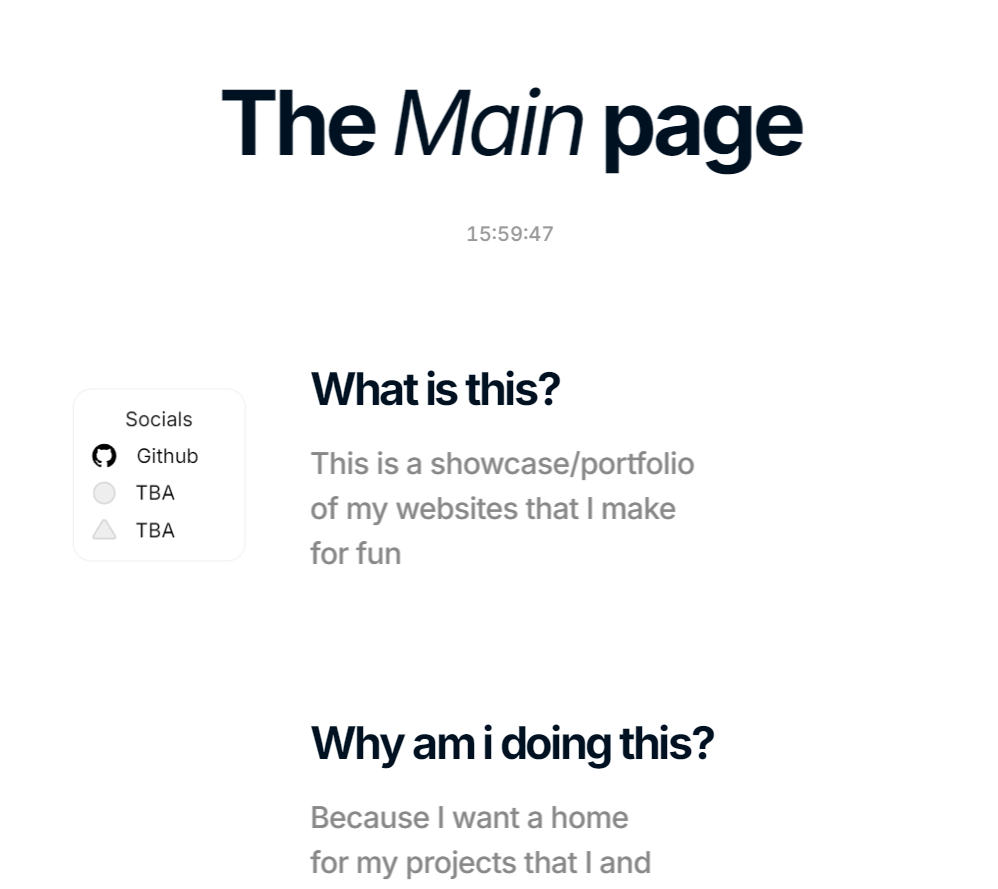 The Main page
15:59:47
Socials
Github
TBA
TBA
What is this?
This is a showcase/portfolio
of my websites that I make
for fun
Why am i doing this?
Because I want a home
for my projects that I and